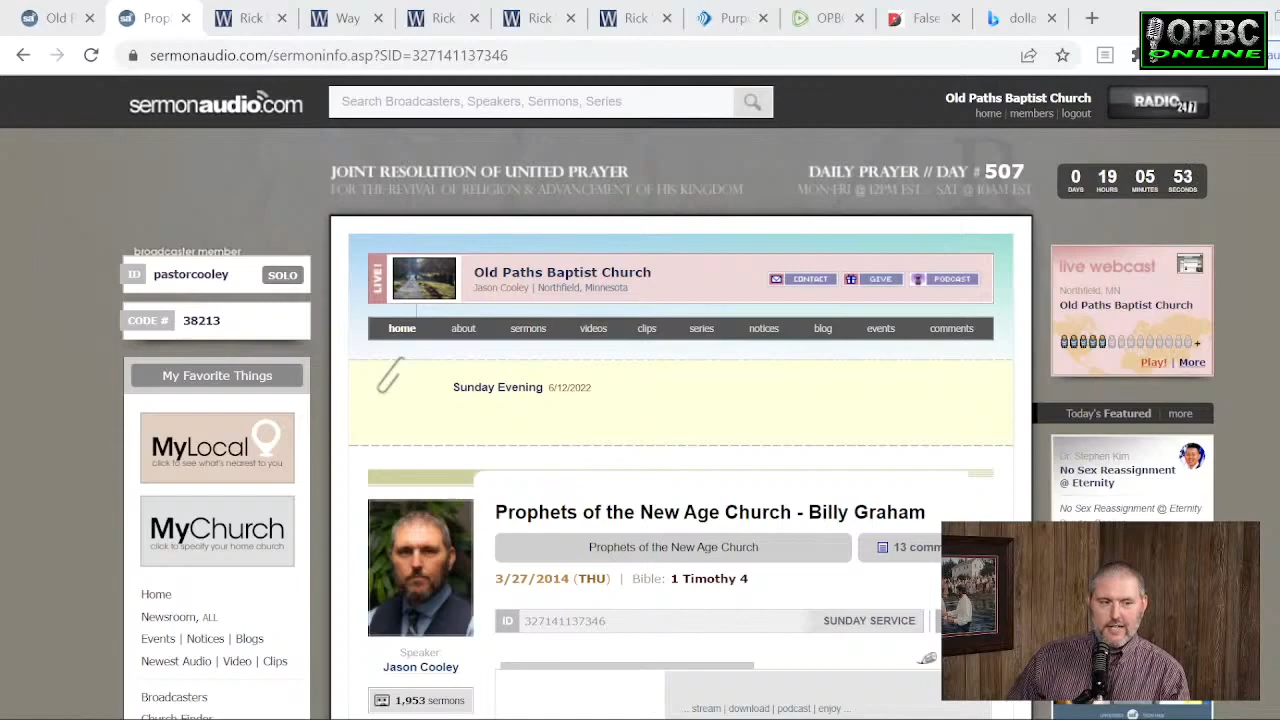 Old P
Prop
Rick
Way
Rick
Rick
Rick
Purp
OPBC
False
dolla
OPBC
ONLINE
sermonaudio.com/sermoninfo.asp?SID=327141137346
sermonaudio.com
Search Broadcasters, Speakers, Sermons, Series
Old Paths Baptist Church
home | members | logout
RADIO 24/7
JOINT RESOLUTION OF UNITED PRAYER
FOR THE REVIVAL OF RELIGION & ADVANCEMENT OF HIS KINGDOM
DAILY PRAYER // DAY # 507
MON-FRI @ 12PM EST - SAT @ 10AM EST
0 19 05 53
DAYS HOURS MINUTES SECONDS
broadcaster member
ID pastorcooley SOLO
CODE # 38213
My Favorite Things
MyLocal
click to see what's nearest to you
MyChurch
click to specify your home church
Home
Newsroom, ALL
Events | Notices | Blogs
Newest Audio | Video | Clips
Broadcasters
Church Finder
LIVE!
Old Paths Baptist Church
Jason Cooley | Northfield, Minnesota
CONTACT GIVE PODCAST
home about sermons videos clips series notices blog events comments
Sunday Evening 6/12/2022
Prophets of the New Age Church - Billy Graham
Prophets of the New Age Church
13 comm
3/27/2014 (THU) | Bible: 1 Timothy 4
ID 327141137346 SUNDAY SERVICE
Speaker:
Jason Cooley
1,953 sermons
... stream | download | podcast | enjoy ...
live webcast
Northfield, MN
Old Paths Baptist Church
+
Play! | More
Today's Featured | more
Dr. Stephen Kim
No Sex Reassignment
@ Eternity
No Sex Reassignment @ Eternity